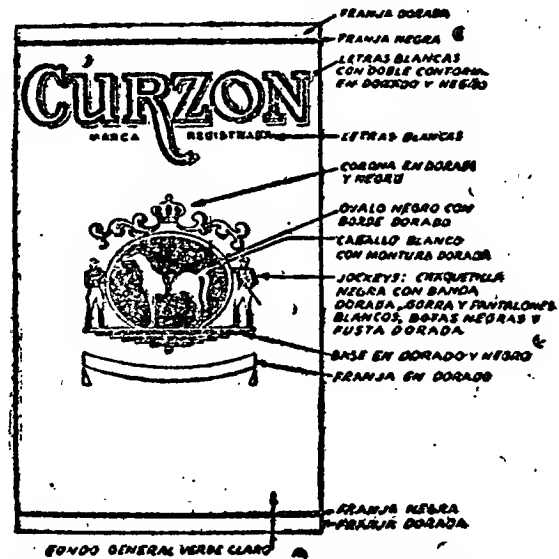 FRANJA DORADA
FRANJA NEGRA
LETRAS BLANCAS
CON DOBLE CONTORNO
EN DORADO Y NEGRO
CURZON
MARCA REGISTRADA
LETRAS BLANCAS
CORONA EN DORADO
Y NEGRO
OVALO NEGRO CON
BORDE DORADO
CABALLO BLANCO
CON MONTURA DORADA
JOCKEYS: CHAQUETILLA
NEGRA CON BANDA
DORADA, GORRA Y PANTALONES
BLANCOS, BOTAS NEGRAS Y
FUSTA DORADA
BASE EN DORADO Y NEGRO
FRANJA EN DORADO
FRANJA NEGRA
FRANJA DORADA
FONDO GENERAL VERDE CLARO